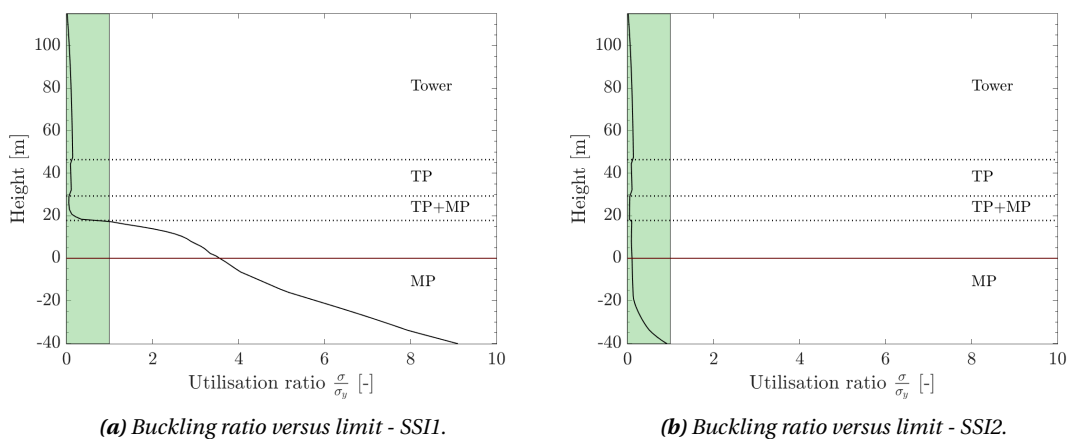 100
80
60
40
20
0
-20
-40
Height [m]
Tower
TP
TP+MP
MP
0 2 4 6 8 10
Utilisation ratio σ/σy [-]
(a) Buckling ratio versus limit - SSI1.
100
80
60
40
20
0
-20
-40
Height [m]
Tower
TP
TP+MP
MP
0 2 4 6 8 10
Utilisation ratio σ/σy [-]
(b) Buckling ratio versus limit - SSI2.